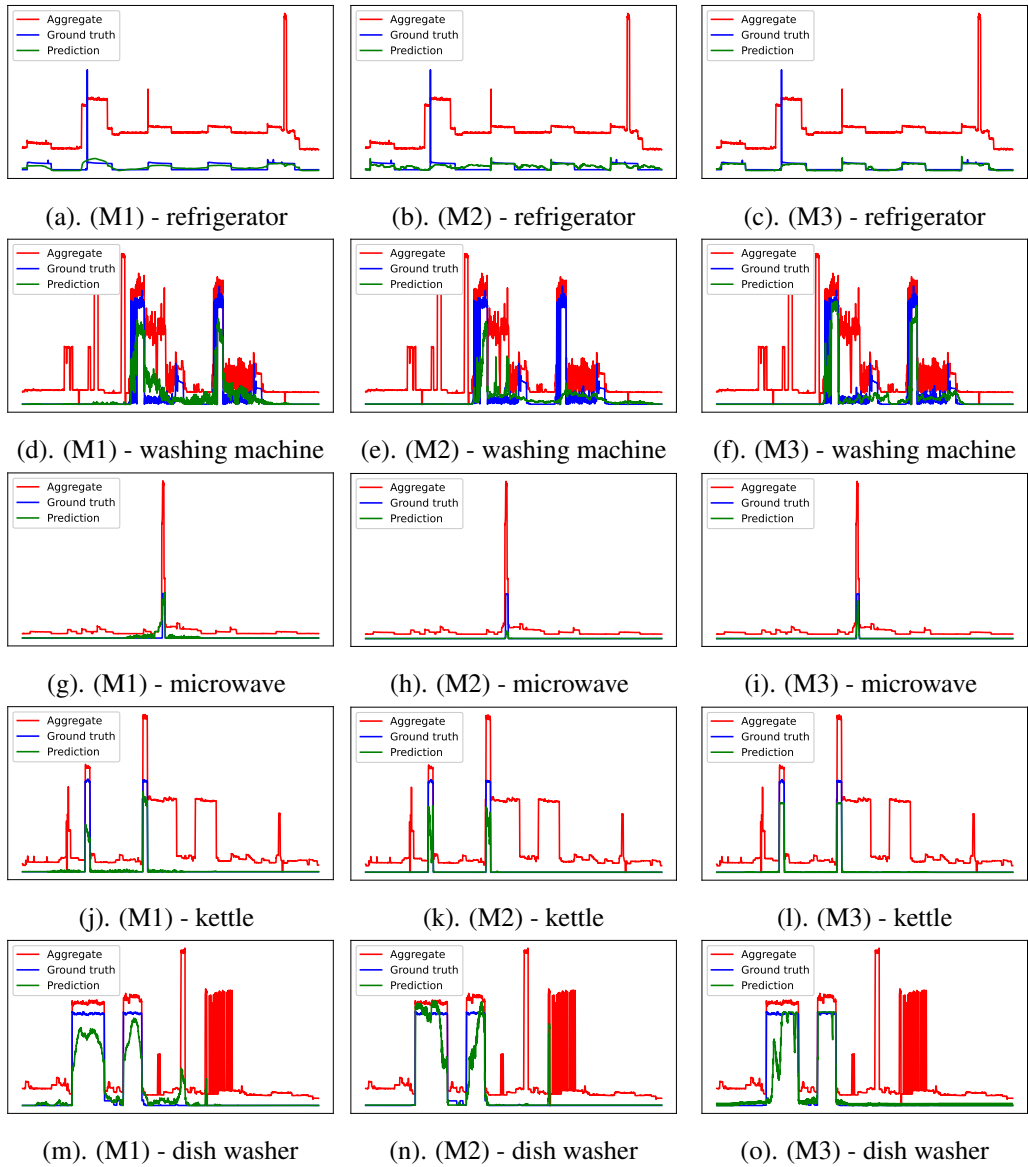 Aggregate
Ground truth
Prediction
Aggregate
Ground truth
Prediction
Aggregate
Ground truth
Prediction
(a). (M1) - refrigerator
(b). (M2) - refrigerator
(c). (M3) - refrigerator
Aggregate
Ground truth
Prediction
Aggregate
Ground truth
Prediction
Aggregate
Ground truth
Prediction
(d). (M1) - washing machine
(e). (M2) - washing machine
(f). (M3) - washing machine
Aggregate
Ground truth
Prediction
Aggregate
Ground truth
Prediction
Aggregate
Ground truth
Prediction
(g). (M1) - microwave
(h). (M2) - microwave
(i). (M3) - microwave
Aggregate
Ground truth
Prediction
Aggregate
Ground truth
Prediction
Aggregate
Ground truth
Prediction
(j). (M1) - kettle
(k). (M2) - kettle
(l). (M3) - kettle
Aggregate
Ground truth
Prediction
Aggregate
Ground truth
Prediction
Aggregate
Ground truth
Prediction
(m). (M1) - dish washer
(n). (M2) - dish washer
(o). (M3) - dish washer